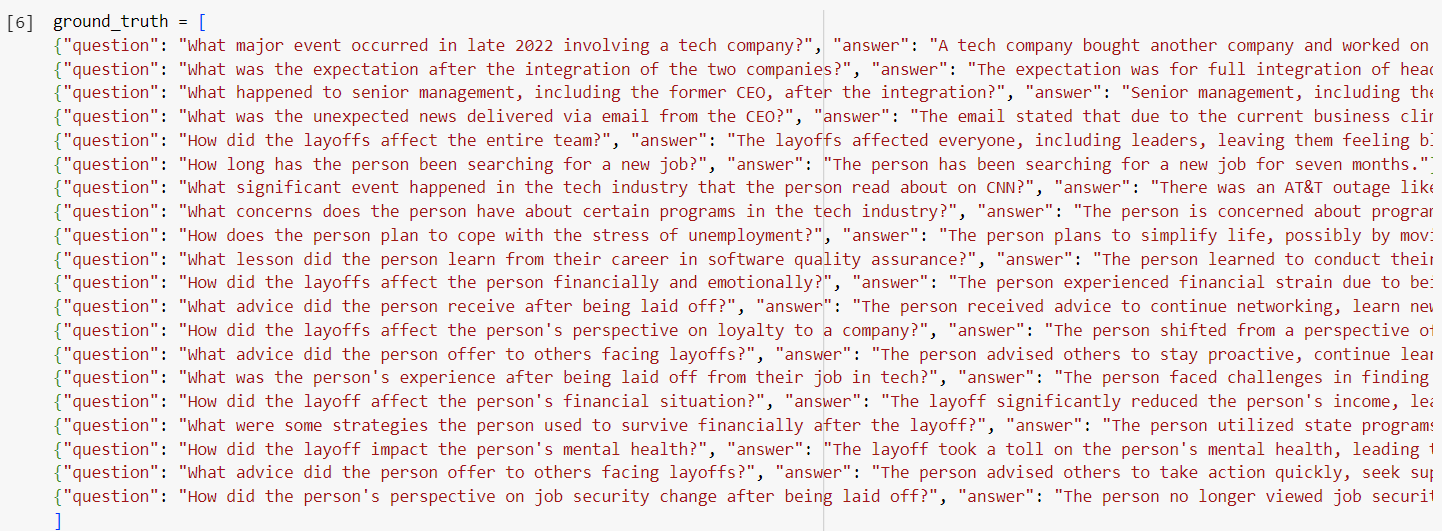 [6] ground_truth = [
{"question": "What major event occurred in late 2022 involving a tech company?", "answer": "A tech company bought another company and worked on
{"question": "What was the expectation after the integration of the two companies?", "answer": "The expectation was for full integration of
{"question": "What happened to senior management, including the former CEO, after the integration?", "answer": "Senior management, including the
{"question": "What was the unexpected news delivered via email from the CEO?", "answer": "The email stated that due to the current business
{"question": "How did the layoffs affect the entire team?", "answer": "The layoffs affected everyone, including leaders, leaving them feeling
{"question": "How long has the person been searching for a new job?", "answer": "The person has been searching for a new job for seven months."
{"question": "What significant event happened in the tech industry that the person read about on CNN?", "answer": "There was an AT&T outage
{"question": "What concerns does the person have about certain programs in the tech industry?", "answer": "The person is concerned about
{"question": "How does the person plan to cope with the stress of unemployment?", "answer": "The person plans to simplify life, possibly by
{"question": "What lesson did the person learn from their career in software quality assurance?", "answer": "The person learned to conduct their
{"question": "How did the layoffs affect the person financially and emotionally?", "answer": "The person experienced financial strain due to
{"question": "What advice did the person receive after being laid off?", "answer": "The person received advice to continue networking, learn
{"question": "How did the layoffs affect the person's perspective on loyalty to a company?", "answer": "The person shifted from a perspective
{"question": "What advice did the person offer to others facing layoffs?", "answer": "The person advised others to stay proactive, continue
{"question": "What was the person's experience after being laid off from their job in tech?", "answer": "The person faced challenges in finding
{"question": "How did the layoff affect the person's financial situation?", "answer": "The layoff significantly reduced the person's income,
{"question": "What were some strategies the person used to survive financially after the layoff?", "answer": "The person utilized state programs
{"question": "How did the layoff impact the person's mental health?", "answer": "The layoff took a toll on the person's mental health, leading
{"question": "What advice did the person offer to others facing layoffs?", "answer": "The person advised others to take action quickly, seek
{"question": "How did the person's perspective on job security change after being laid off?", "answer": "The person no longer viewed job
]